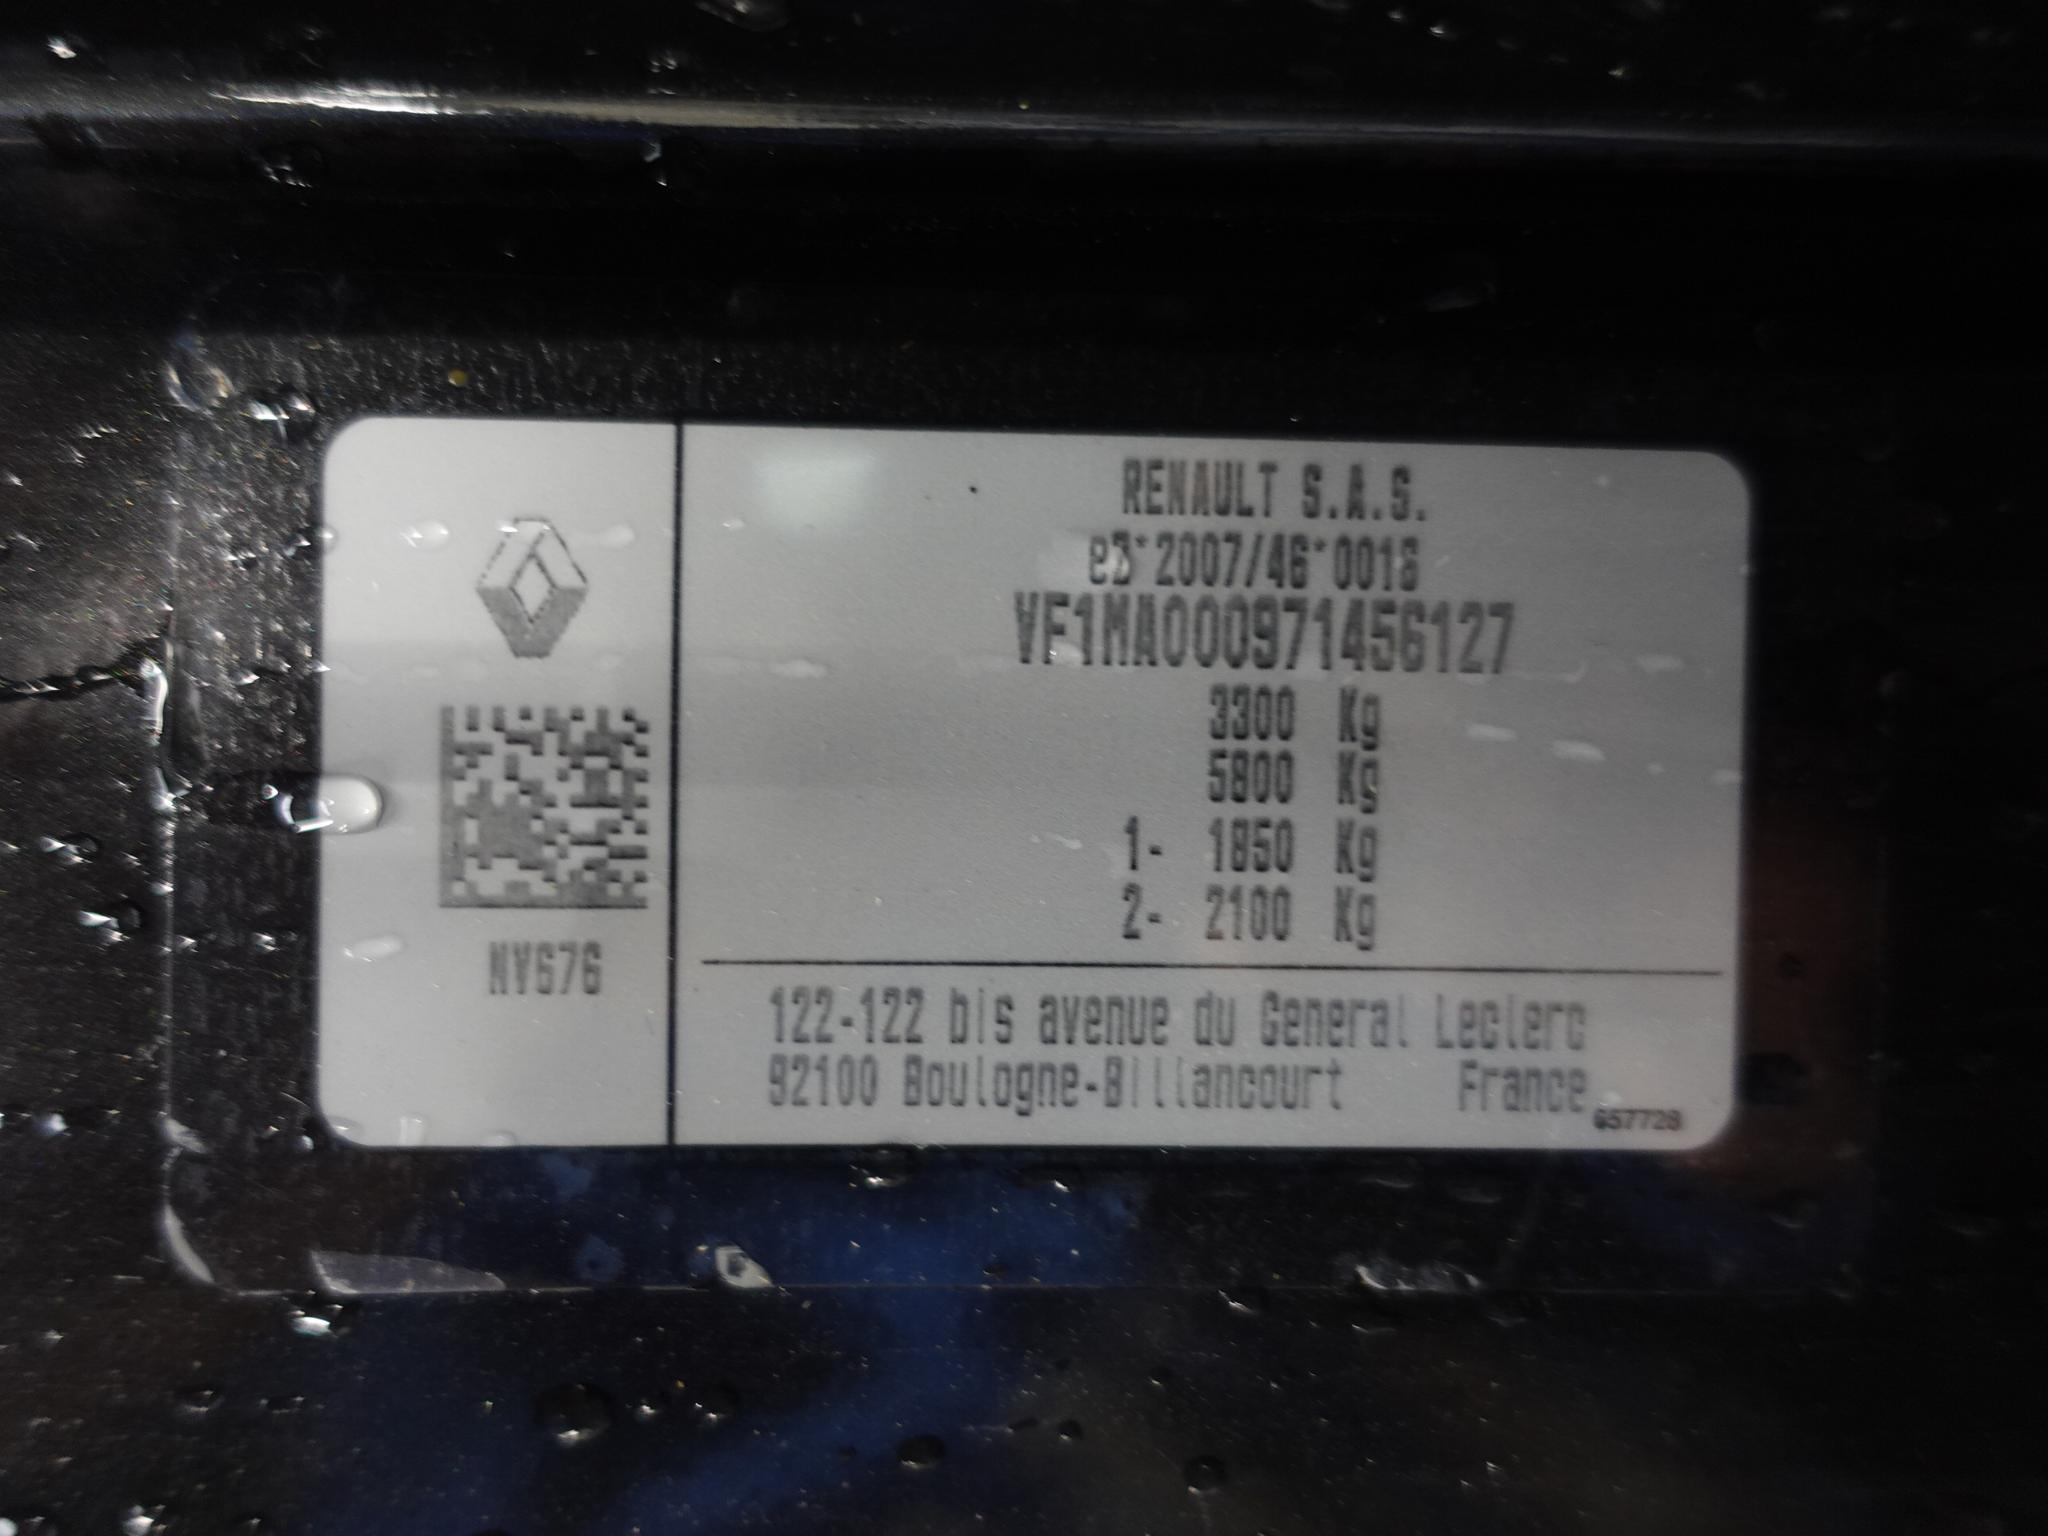 RENAULT S.A.S.
e3*2007/46*0016
VF1MA000971456127
3300 Kg
5800 Kg
1- 1850 Kg
2- 2100 Kg
NV676
122-122 bis avenue du General Leclerc
92100 Boulogne-Billancourt France
657728